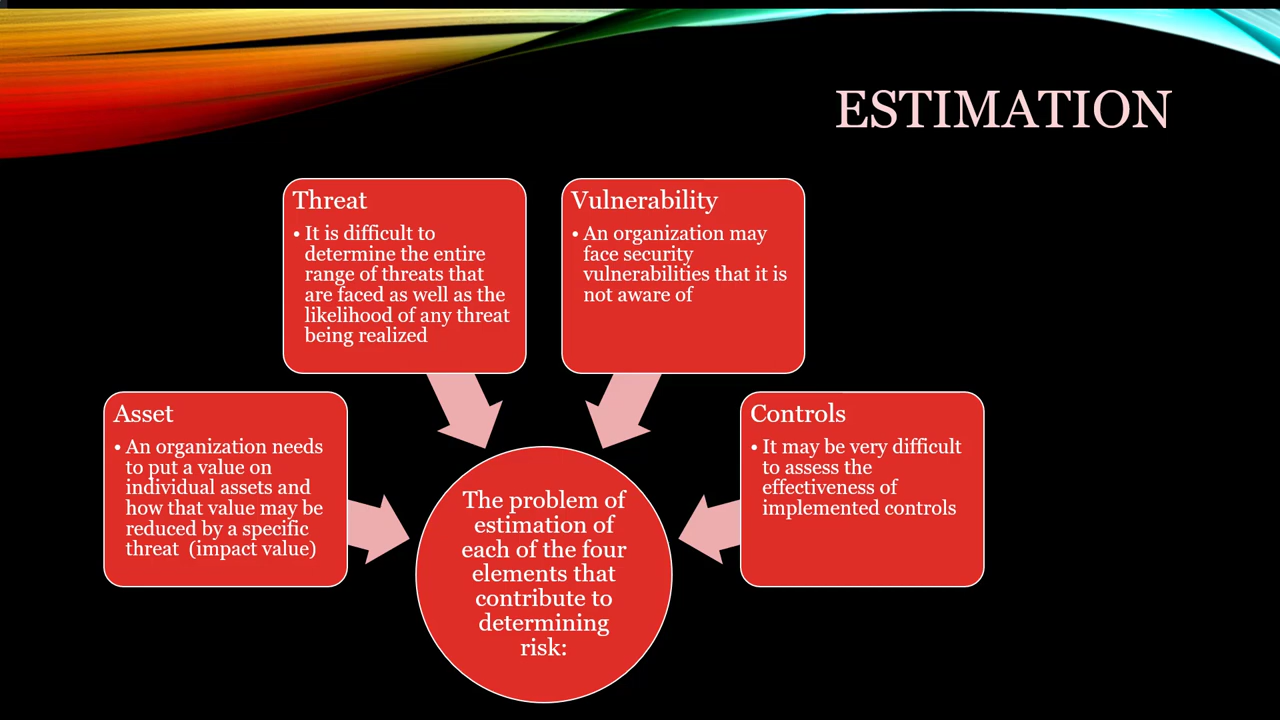 ESTIMATION
Threat
• It is difficult to
determine the entire
range of threats that
are faced as well as the
likelihood of any threat
being realized
Vulnerability
• An organization may
face security
vulnerabilities that it is
not aware of
Asset
• An organization needs
to put a value on
individual assets and
how that value may be
reduced by a specific
threat (impact value)
Controls
• It may be very difficult
to assess the
effectiveness of
implemented controls
The problem of
estimation of
each of the four
elements that
contribute to
determining
risk: